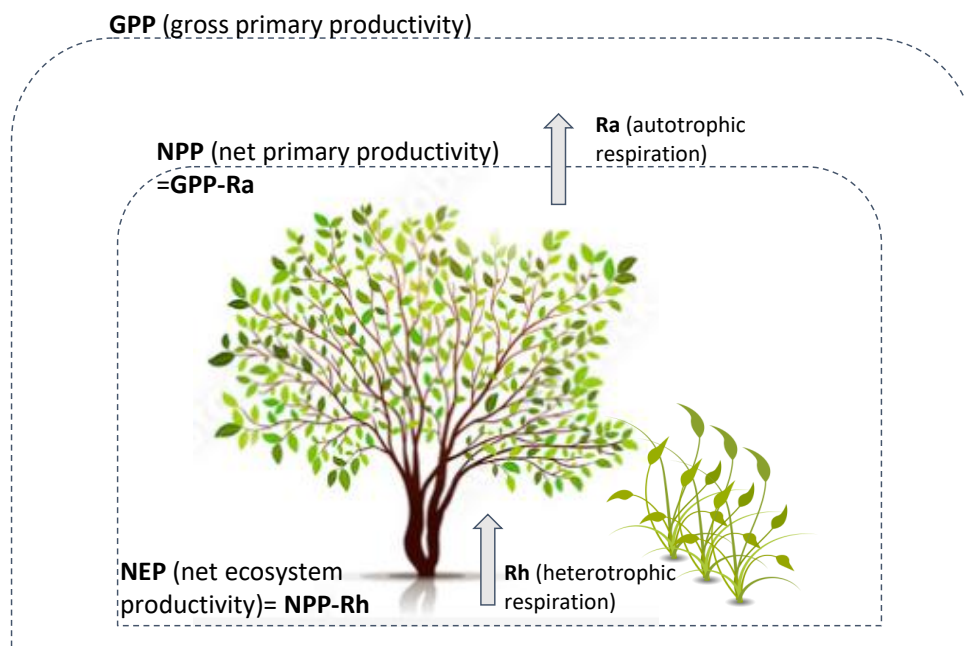 GPP (gross primary productivity)
Ra (autotrophic
respiration)
NPP (net primary productivity)
=GPP-Ra
NEP (net ecosystem
productivity)= NPP-Rh
Rh (heterotrophic
respiration)